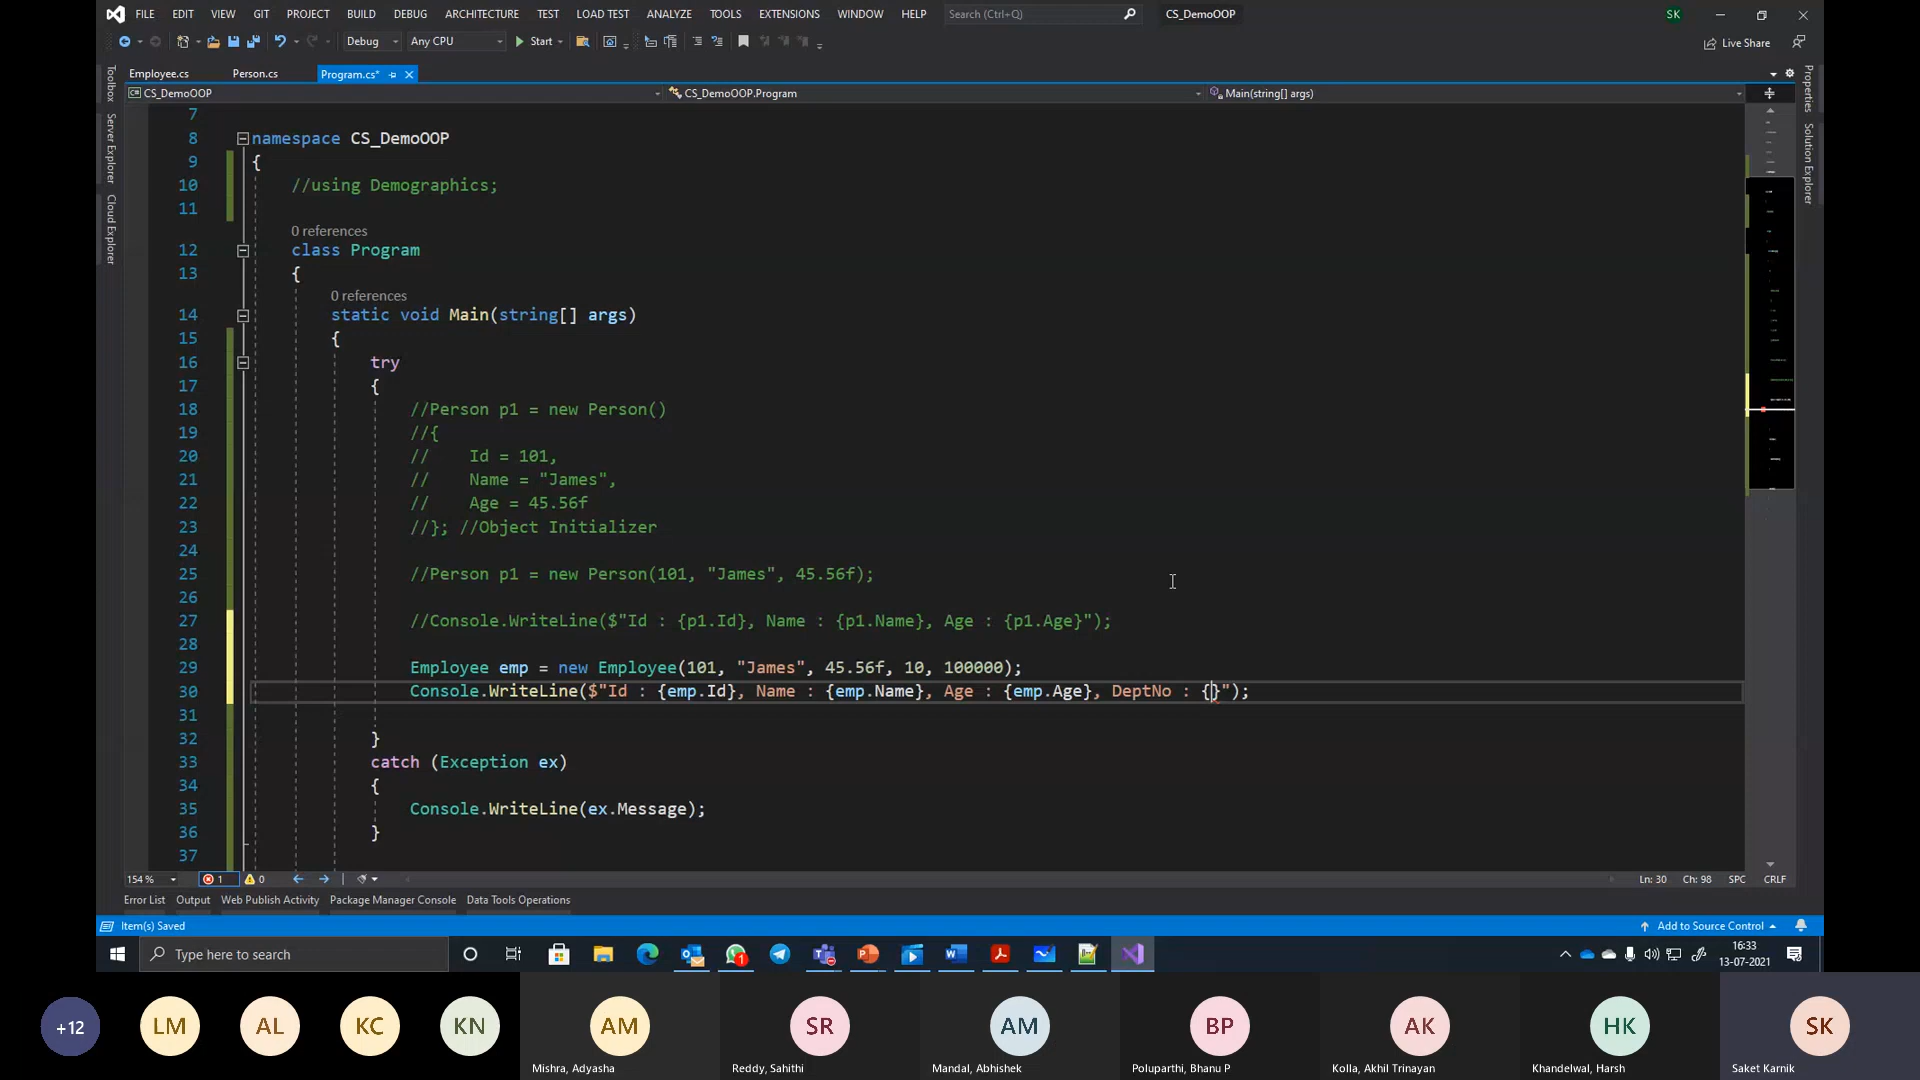 FILE EDIT VIEW GIT PROJECT BUILD DEBUG ARCHITECTURE TEST LOAD TEST ANALYZE TOOLS EXTENSIONS WINDOW HELP Search (Ctrl+Q) CS_DemoOOP SK
Debug Any CPU Start Live Share
Employee.cs Person.cs Program.cs*
CS_DemoOOP CS_DemoOOP.Program Main(string[] args)
Toolbox
Server Explorer
Cloud Explorer
Properties
Solution Explorer
7
8 namespace CS_DemoOOP
9 {
10 //using Demographics;
11
0 references
12 class Program
13 {
0 references
14 static void Main(string[] args)
15 {
16 try
17 {
18 //Person p1 = new Person()
19 //{
20 // Id = 101,
21 // Name = "James",
22 // Age = 45.56f
23 //}; //Object Initializer
24
25 //Person p1 = new Person(101, "James", 45.56f);
26
27 //Console.WriteLine($"Id : {p1.Id}, Name : {p1.Name}, Age : {p1.Age}");
28
29 Employee emp = new Employee(101, "James", 45.56f, 10, 100000);
30 Console.WriteLine($"Id : {emp.Id}, Name : {emp.Name}, Age : {emp.Age}, DeptNo : {}");
31
32 }
33 catch (Exception ex)
34 {
35 Console.WriteLine(ex.Message);
36 }
37
154 % 1 0 Ln: 30 Ch: 98 SPC CRLF
Error List Output Web Publish Activity Package Manager Console Data Tools Operations
Item(s) Saved Add to Source Control
Type here to search 1 16:33
13-07-2021
+12 LM AL KC KN AM SR AM BP AK HK SK
Mishra, Adyasha Reddy, Sahithi Mandal, Abhishek Poluparthi, Bhanu P Kolla, Akhil Trinayan Khandelwal, Harsh Saket Karnik